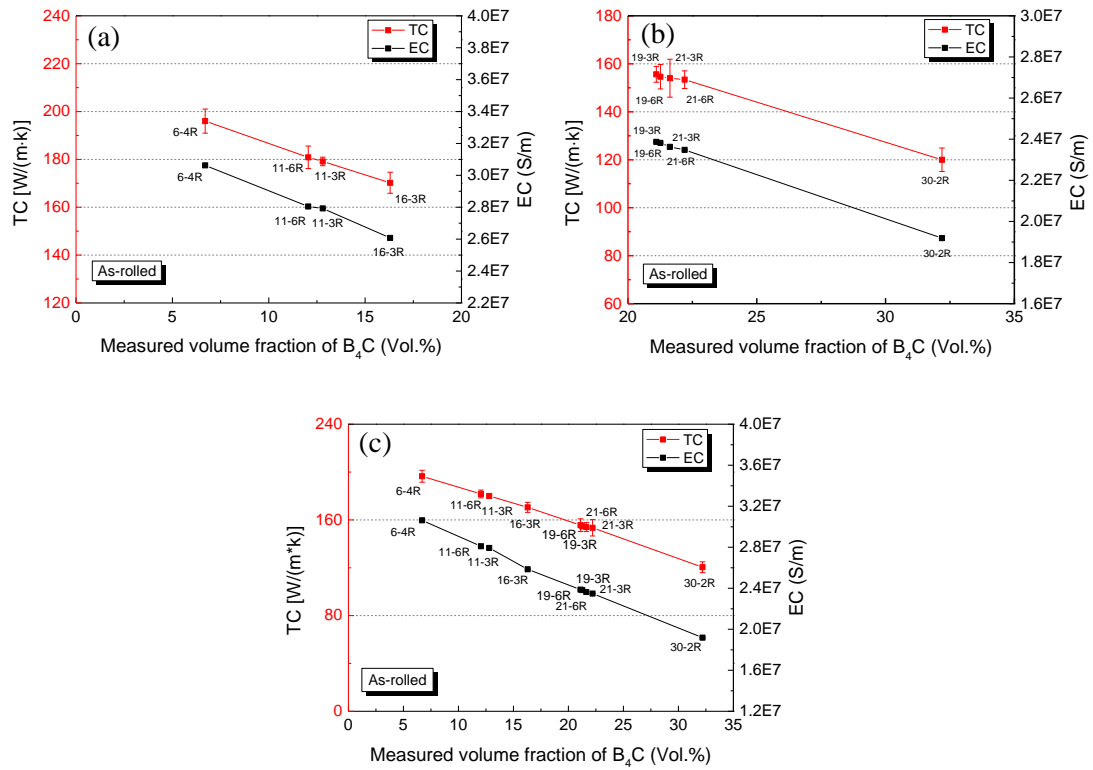 (a)
TC
EC
240
220
200
180
160
140
120
TC [W/(m·k)]
4.0E7
3.8E7
3.6E7
3.4E7
3.2E7
3.0E7
2.8E7
2.6E7
2.4E7
2.2E7
EC (S/m)
6-4R
11-6R
11-3R
16-3R
6-4R
11-6R
11-3R
16-3R
As-rolled
0 5 10 15 20
Measured volume fraction of B4C (Vol.%)
(b)
TC
EC
180
160
140
120
100
80
60
TC [W/(m·k)]
3.0E7
2.8E7
2.6E7
2.4E7
2.2E7
2.0E7
1.8E7
1.6E7
EC (S/m)
19-3R 21-3R
19-6R 21-6R
30-2R
19-3R 21-3R
19-6R 21-6R
30-2R
As-rolled
20 25 30 35
Measured volume fraction of B4C (Vol.%)
(c)
TC
EC
240
160
80
0
TC [W/(m*k)]
4.0E7
3.6E7
3.2E7
2.8E7
2.4E7
2.0E7
1.6E7
1.2E7
EC (S/m)
6-4R
11-6R
11-3R
16-3R
21-6R
19-6R 21-3R
19-3R
30-2R
6-4R
11-6R
11-3R
16-3R
19-3R
19-6R 21-3R
21-6R
30-2R
As-rolled
0 5 10 15 20 25 30 35
Measured volume fraction of B4C (Vol.%)